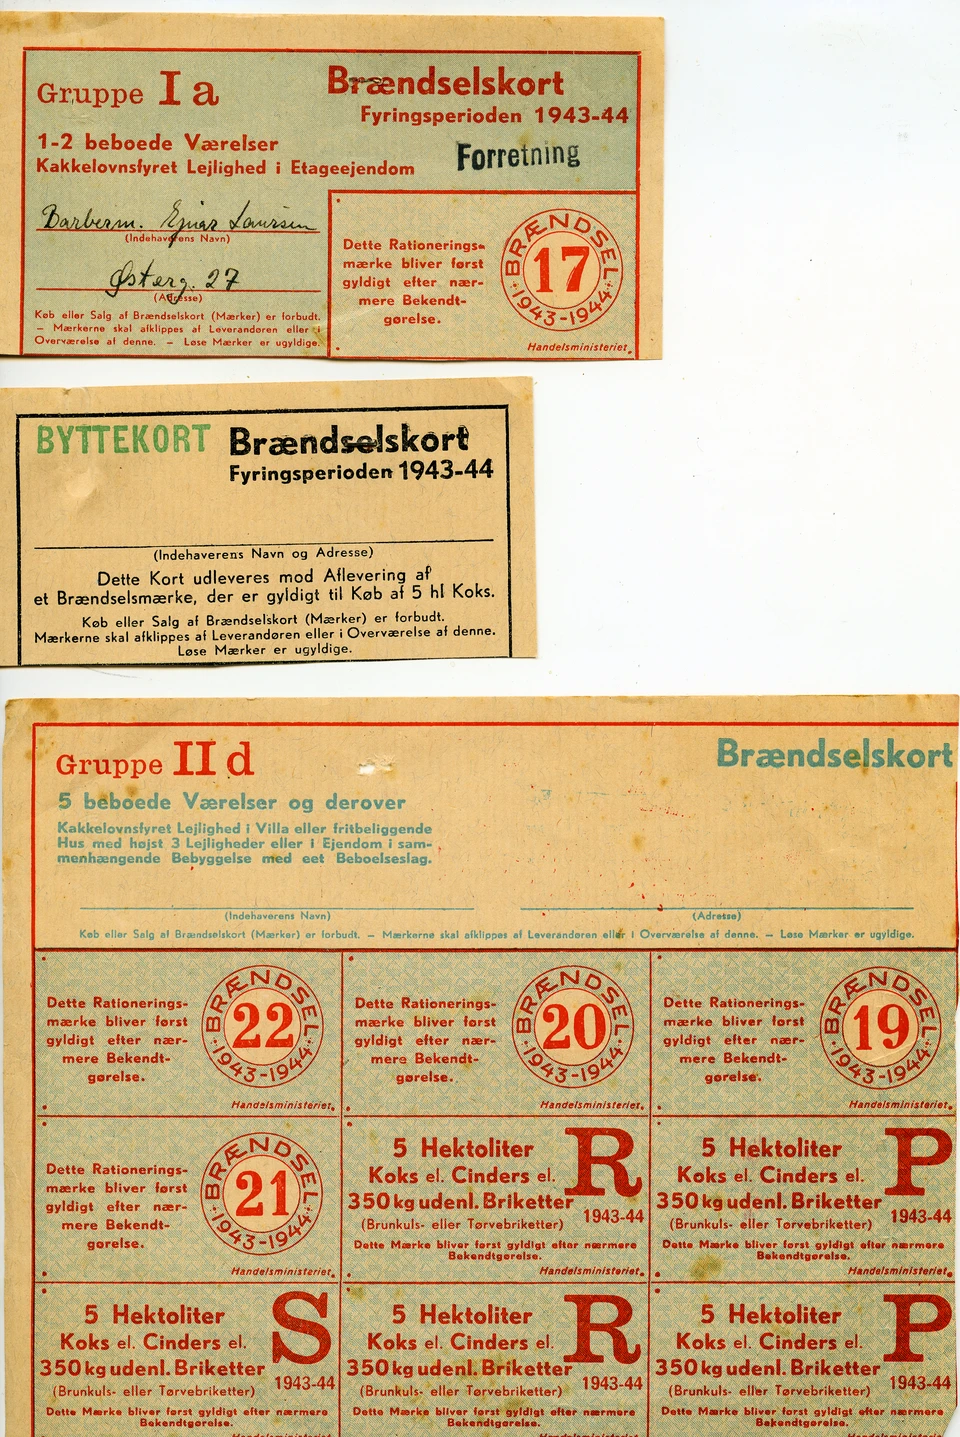 Gruppe I a
Brændselskort
Fyringsperioden 1943-44
1-2 beboede Værelser
Kakkelovnsfyret Lejlighed i Etageejendom
Forretning
Barberm. Ejnar Laursen
(Indehaverens Navn)
Østerg. 27
(Adresse)
Køb eller Salg af Brændselskort (Mærker) er forbudt.
— Mærkerne skal afklippes af Leverandøren eller i
Overværelse af denne. — Løse Mærker er ugyldige.
Dette Rationerings-
mærke bliver først
gyldigt efter nær-
mere Bekendt-
gørelse.
BRÆNDSEL
17
1943-1944
Handelsministeriet.
BYTTEKORT Brændselskort
Fyringsperioden 1943-44
(Indehaverens Navn og Adresse)
Dette Kort udleveres mod Aflevering af
et Brændselsmærke, der er gyldigt til Køb af 5 hl Koks.
Køb eller Salg af Brændselskort (Mærker) er forbudt.
Mærkerne skal afklippes af Leverandøren eller i Overværelse af denne.
Løse Mærker er ugyldige.
Gruppe II d
Brændselskort
5 beboede Værelser og derover
Kakkelovnsfyret Lejlighed i Villa eller fritbeliggende
Hus med højst 3 Lejligheder eller i Ejendom i sam-
menhængende Bebyggelse med eet Beboelseslag.
(Indehaverens Navn)
(Adresse)
Køb eller Salg af Brændselskort (Mærker) er forbudt. — Mærkerne skal afklippes af Leverandøren eller i Overværelse af denne. — Løse Mærker er ugyldige.
Dette Rationerings-
mærke bliver først
gyldigt efter nær-
mere Bekendt-
gørelse.
BRÆNDSEL
22
1943-1944
Handelsministeriet.
Dette Rationerings-
mærke bliver først
gyldigt efter nær-
mere Bekendt-
gørelse.
BRÆNDSEL
20
1943-1944
Handelsministeriet.
Dette Rationerings-
mærke bliver først
gyldigt efter nær-
mere Bekendt-
gørelse.
BRÆNDSEL
19
1943-1944
Handelsministeriet.
Dette Rationerings-
mærke bliver først
gyldigt efter nær-
mere Bekendt-
gørelse.
BRÆNDSEL
21
1943-1944
Handelsministeriet.
5 Hektoliter
Koks el. Cinders el.
350 kg udenl. Briketter
(Brunkuls- eller Tørvebriketter)
R
1943-44
Dette Mærke bliver først gyldigt efter nærmere
Bekendtgørelse.
Handelsministeriet.
5 Hektoliter
Koks el. Cinders el.
350 kg udenl. Briketter
(Brunkuls- eller Tørvebriketter)
P
1943-44
Dette Mærke bliver først gyldigt efter nærmere
Bekendtgørelse.
Handelsministeriet.
5 Hektoliter
Koks el. Cinders el.
350 kg udenl. Briketter
(Brunkuls- eller Tørvebriketter)
S
1943-44
Dette Mærke bliver først gyldigt efter nærmere
Bekendtgørelse.
Handelsministeriet
5 Hektoliter
Koks el. Cinders el.
350 kg udenl. Briketter
(Brunkuls- eller Tørvebriketter)
R
1943-44
Dette Mærke bliver først gyldigt efter nærmere
Bekendtgørelse.
Handelsministeriet
5 Hektoliter
Koks el. Cinders el.
350 kg udenl. Briketter
(Brunkuls- eller Tørvebriketter)
P
1943-44
Dette Mærke bliver først gyldigt efter nærmere
Bekendtgørelse.
Handelsministeriet